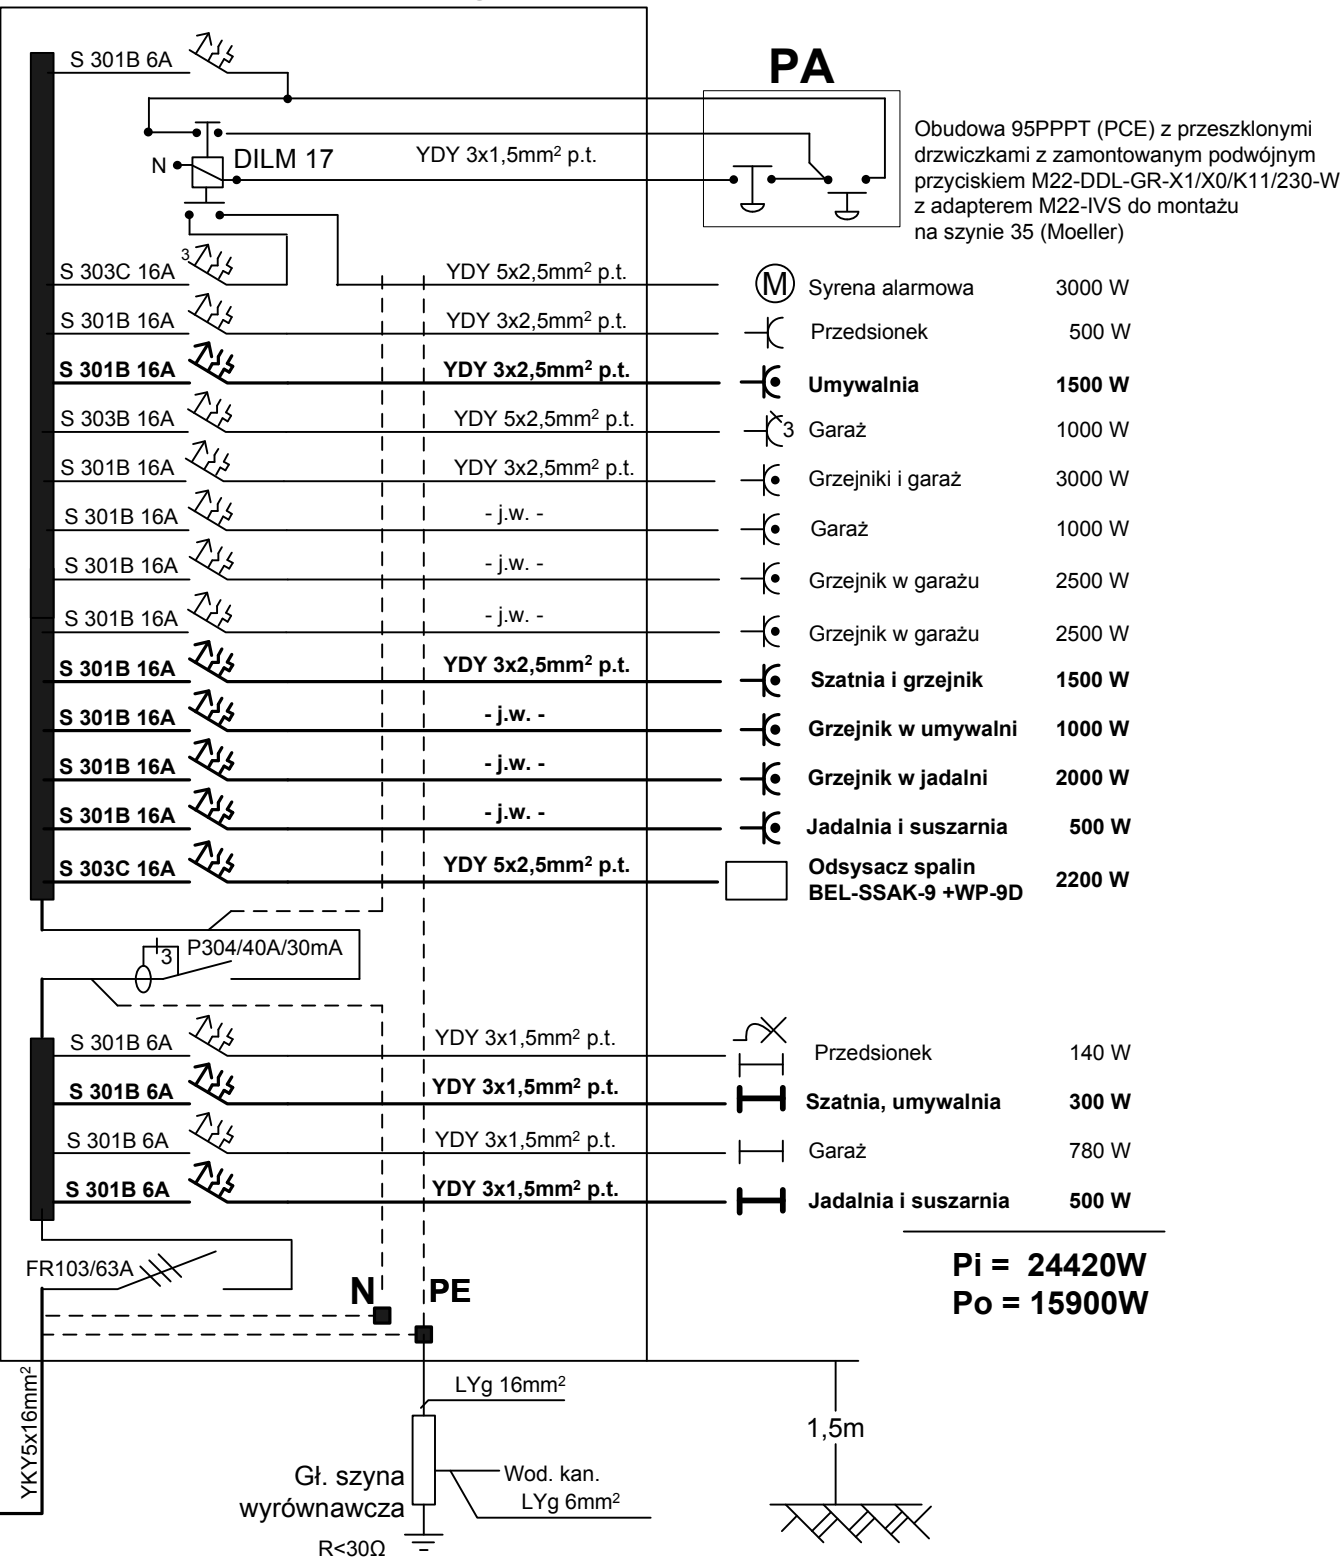 S 301B 6A
PA
Obudowa 95PPPT (PCE) z przeszklonymi
drzwiczkami z zamontowanym podwójnym
przyciskiem M22-DDL-GR-X1/X0/K11/230-W
z adapterem M22-IVS do montażu
na szynie 35 (Moeller)
N DILM 17 YDY 3x1,5mm² p.t.
S 303C 16A 3 YDY 5x2,5mm² p.t. M Syrena alarmowa 3000 W
S 301B 16A YDY 3x2,5mm² p.t. Przedsionek 500 W
S 301B 16A YDY 3x2,5mm² p.t. Umywalnia 1500 W
S 303B 16A YDY 5x2,5mm² p.t. 3 Garaż 1000 W
S 301B 16A YDY 3x2,5mm² p.t. Grzejniki i garaż 3000 W
S 301B 16A - j.w. - Garaż 1000 W
S 301B 16A - j.w. - Grzejnik w garażu 2500 W
S 301B 16A - j.w. - Grzejnik w garażu 2500 W
S 301B 16A YDY 3x2,5mm² p.t. Szatnia i grzejnik 1500 W
S 301B 16A - j.w. - Grzejnik w umywalni 1000 W
S 301B 16A - j.w. - Grzejnik w jadalni 2000 W
S 301B 16A - j.w. - Jadalnia i suszarnia 500 W
S 303C 16A YDY 5x2,5mm² p.t. Odsysacz spalin
BEL-SSAK-9 +WP-9D 2200 W
3 P304/40A/30mA
S 301B 6A YDY 3x1,5mm² p.t. Przedsionek 140 W
S 301B 6A YDY 3x1,5mm² p.t. Szatnia, umywalnia 300 W
S 301B 6A YDY 3x1,5mm² p.t. Garaż 780 W
S 301B 6A YDY 3x1,5mm² p.t. Jadalnia i suszarnia 500 W
FR103/63A
N PE
Pi = 24420W
Po = 15900W
YKY5x16mm²
LYg 16mm²
1,5m
Gł. szyna
wyrównawcza
Wod. kan.
LYg 6mm²
R<30Ω